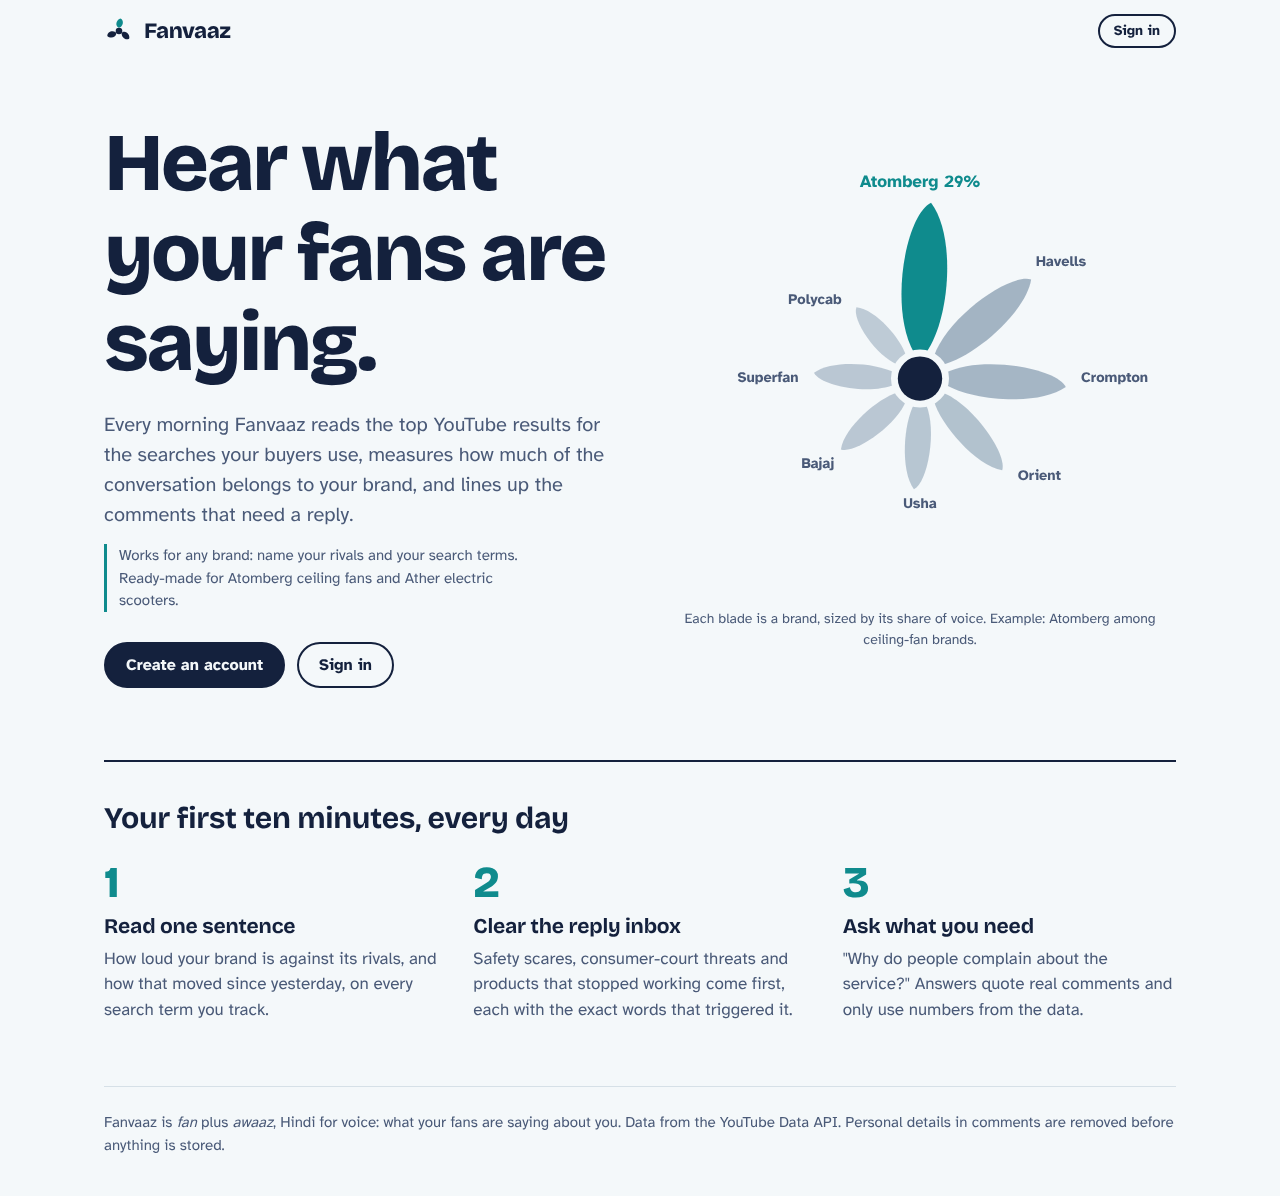 Fanvaaz
Sign in
Hear what
your fans are
saying.
Every morning Fanvaaz reads the top YouTube results for
the searches your buyers use, measures how much of the
conversation belongs to your brand, and lines up the
comments that need a reply.
Works for any brand: name your rivals and your search terms.
Ready-made for Atomberg ceiling fans and Ather electric
scooters.
Create an account
Sign in
Atomberg 29%
Havells
Polycab
Superfan
Crompton
Bajaj
Orient
Usha
Each blade is a brand, sized by its share of voice. Example: Atomberg among
ceiling-fan brands.
Your first ten minutes, every day
1
Read one sentence
How loud your brand is against its rivals, and
how that moved since yesterday, on every
search term you track.
2
Clear the reply inbox
Safety scares, consumer-court threats and
products that stopped working come first,
each with the exact words that triggered it.
3
Ask what you need
"Why do people complain about the
service?" Answers quote real comments and
only use numbers from the data.
Fanvaaz is fan plus awaaz, Hindi for voice: what your fans are saying about you. Data from the YouTube Data API. Personal details in comments are removed before
anything is stored.